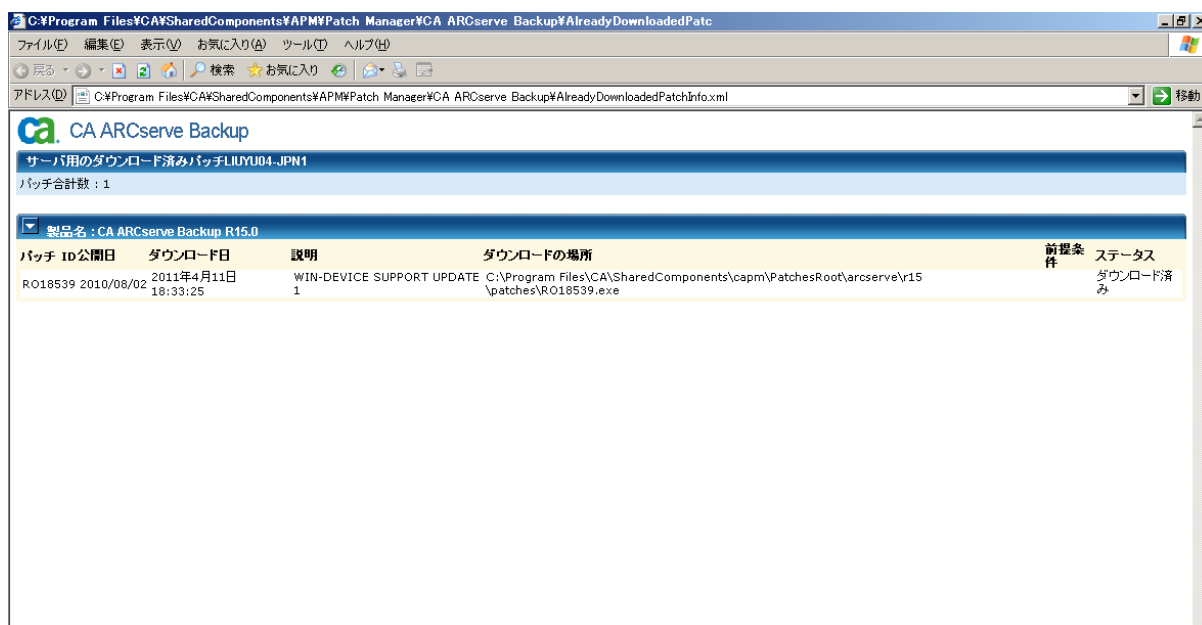 C:¥Program Files¥CA¥SharedComponents¥APM¥Patch Manager¥CA ARCserve Backup¥AlreadyDownloadedPatc
ファイル(F) 編集(E) 表示(V) お気に入り(A) ツール(T) ヘルプ(H)
戻る 検索 お気に入り
アドレス(D) C:¥Program Files¥CA¥SharedComponents¥APM¥Patch Manager¥CA ARCserve Backup¥AlreadyDownloadedPatchInfo.xml 移動
ca. CA ARCserve Backup
サーバ用のダウンロード済みパッチLIUYU04-JPN1
パッチ合計数 : 1
製品名 : CA ARCserve Backup R15.0
パッチ ID公開日 ダウンロード日 説明 ダウンロードの場所 前提条件 ステータス
RO18539 2010/08/02 2011年4月11日 WIN-DEVICE SUPPORT UPDATE C:\Program Files\CA\SharedComponents\capm\PatchesRoot\arcserve\r15 ダウンロード済
18:33:25 1 \patches\RO18539.exe み